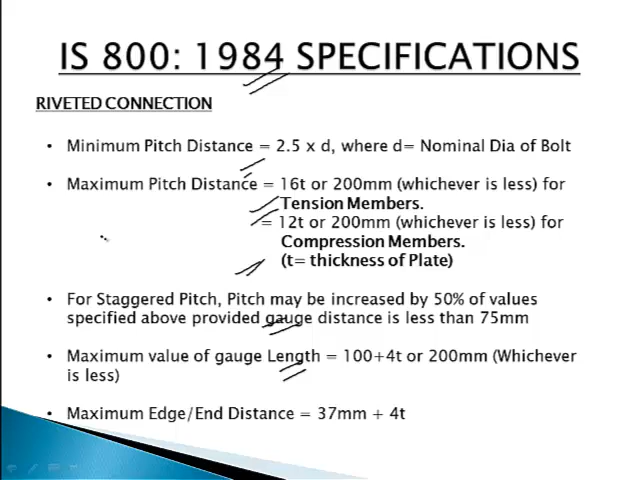 IS 800: 1984 SPECIFICATIONS
RIVETED CONNECTION
• Minimum Pitch Distance = 2.5 x d, where d= Nominal Dia of Bolt
• Maximum Pitch Distance = 16t or 200mm (whichever is less) for
Tension Members.
= 12t or 200mm (whichever is less) for
Compression Members.
(t= thickness of Plate)
• For Staggered Pitch, Pitch may be increased by 50% of values
specified above provided gauge distance is less than 75mm
• Maximum value of gauge Length = 100+4t or 200mm (Whichever
is less)
• Maximum Edge/End Distance = 37mm + 4t